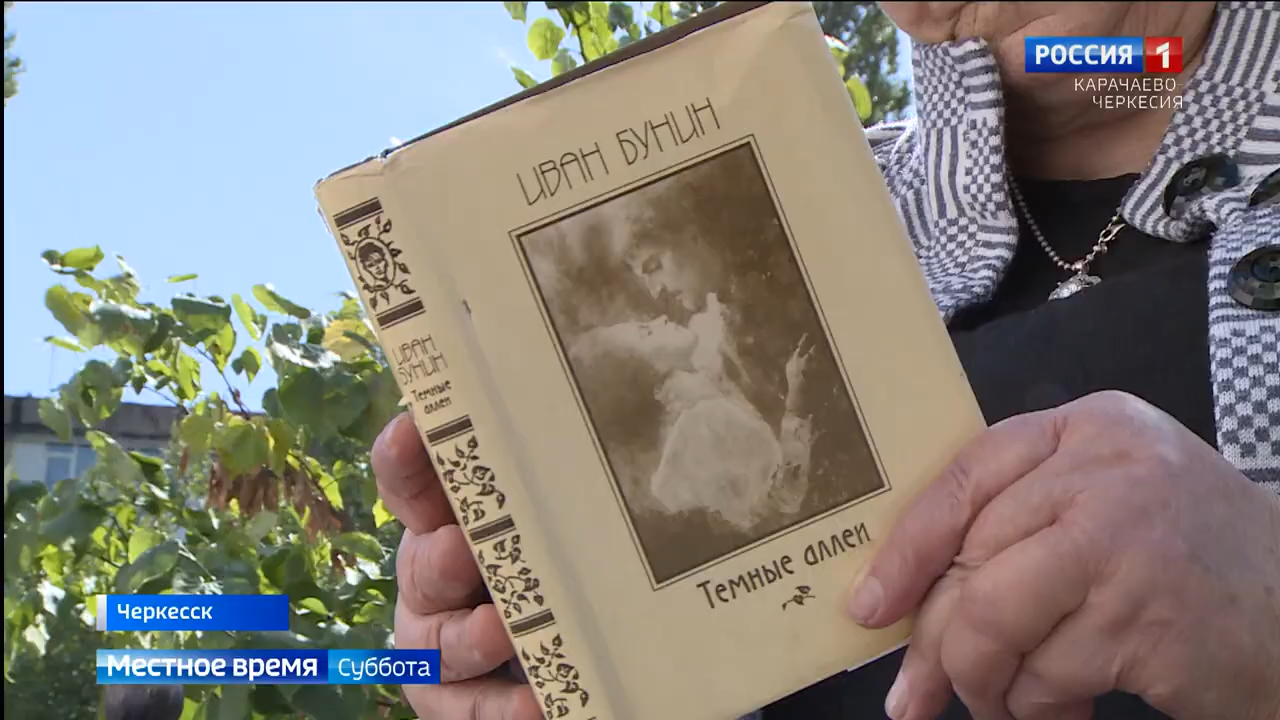 РОССИЯ 1
КАРАЧАЕВО
ЧЕРКЕСИЯ
ИВАН БУНИН
Темные аллеи
ИВАН
БУНИН
Темные
аллеи
Черкесск
Местное время Суббота